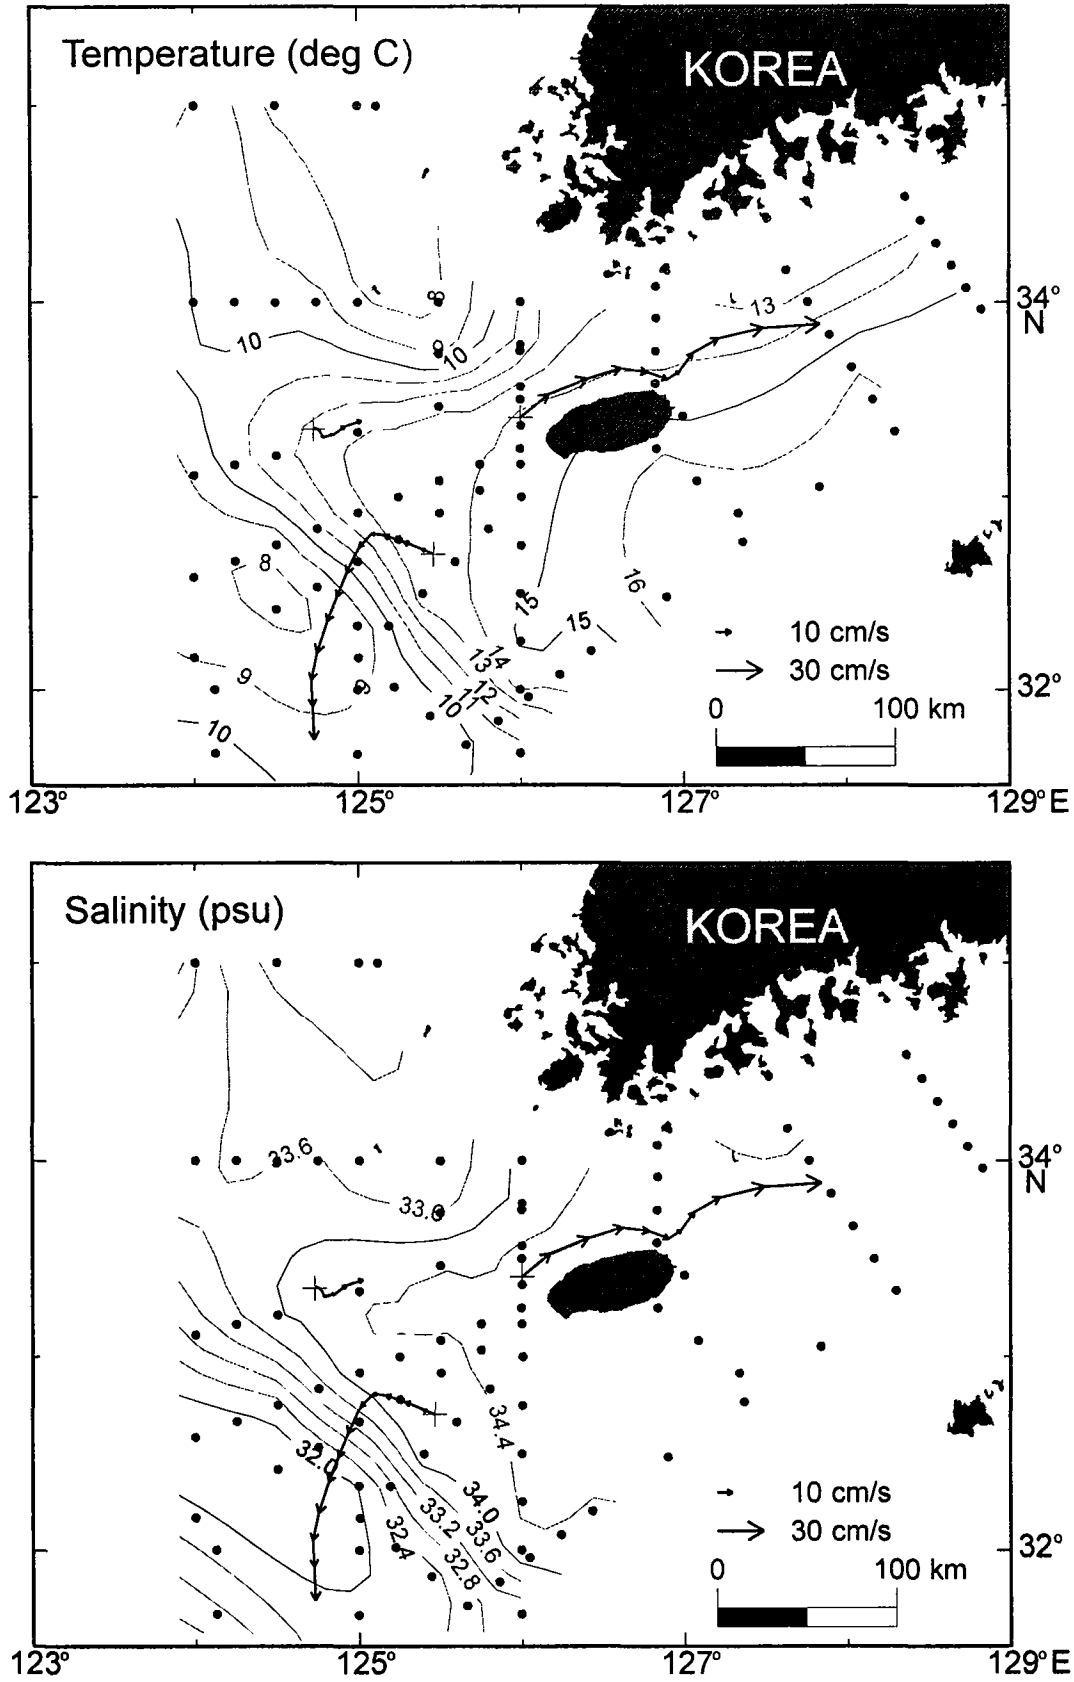 Temperature (deg C)
KOREA
8
13
34°
N
10
9
10
8
16
15
15
14
13
12
11
10
9
9
10
10 cm/s
30 cm/s
0 100 km
32°
123° 125° 127° 129°E
Salinity (psu)
KOREA
34°
N
33.6
33.6
34.4
32.0
34.0
33.2
33.6
32.4
32.8
10 cm/s
30 cm/s
0 100 km
32°
123° 125° 127° 129°E